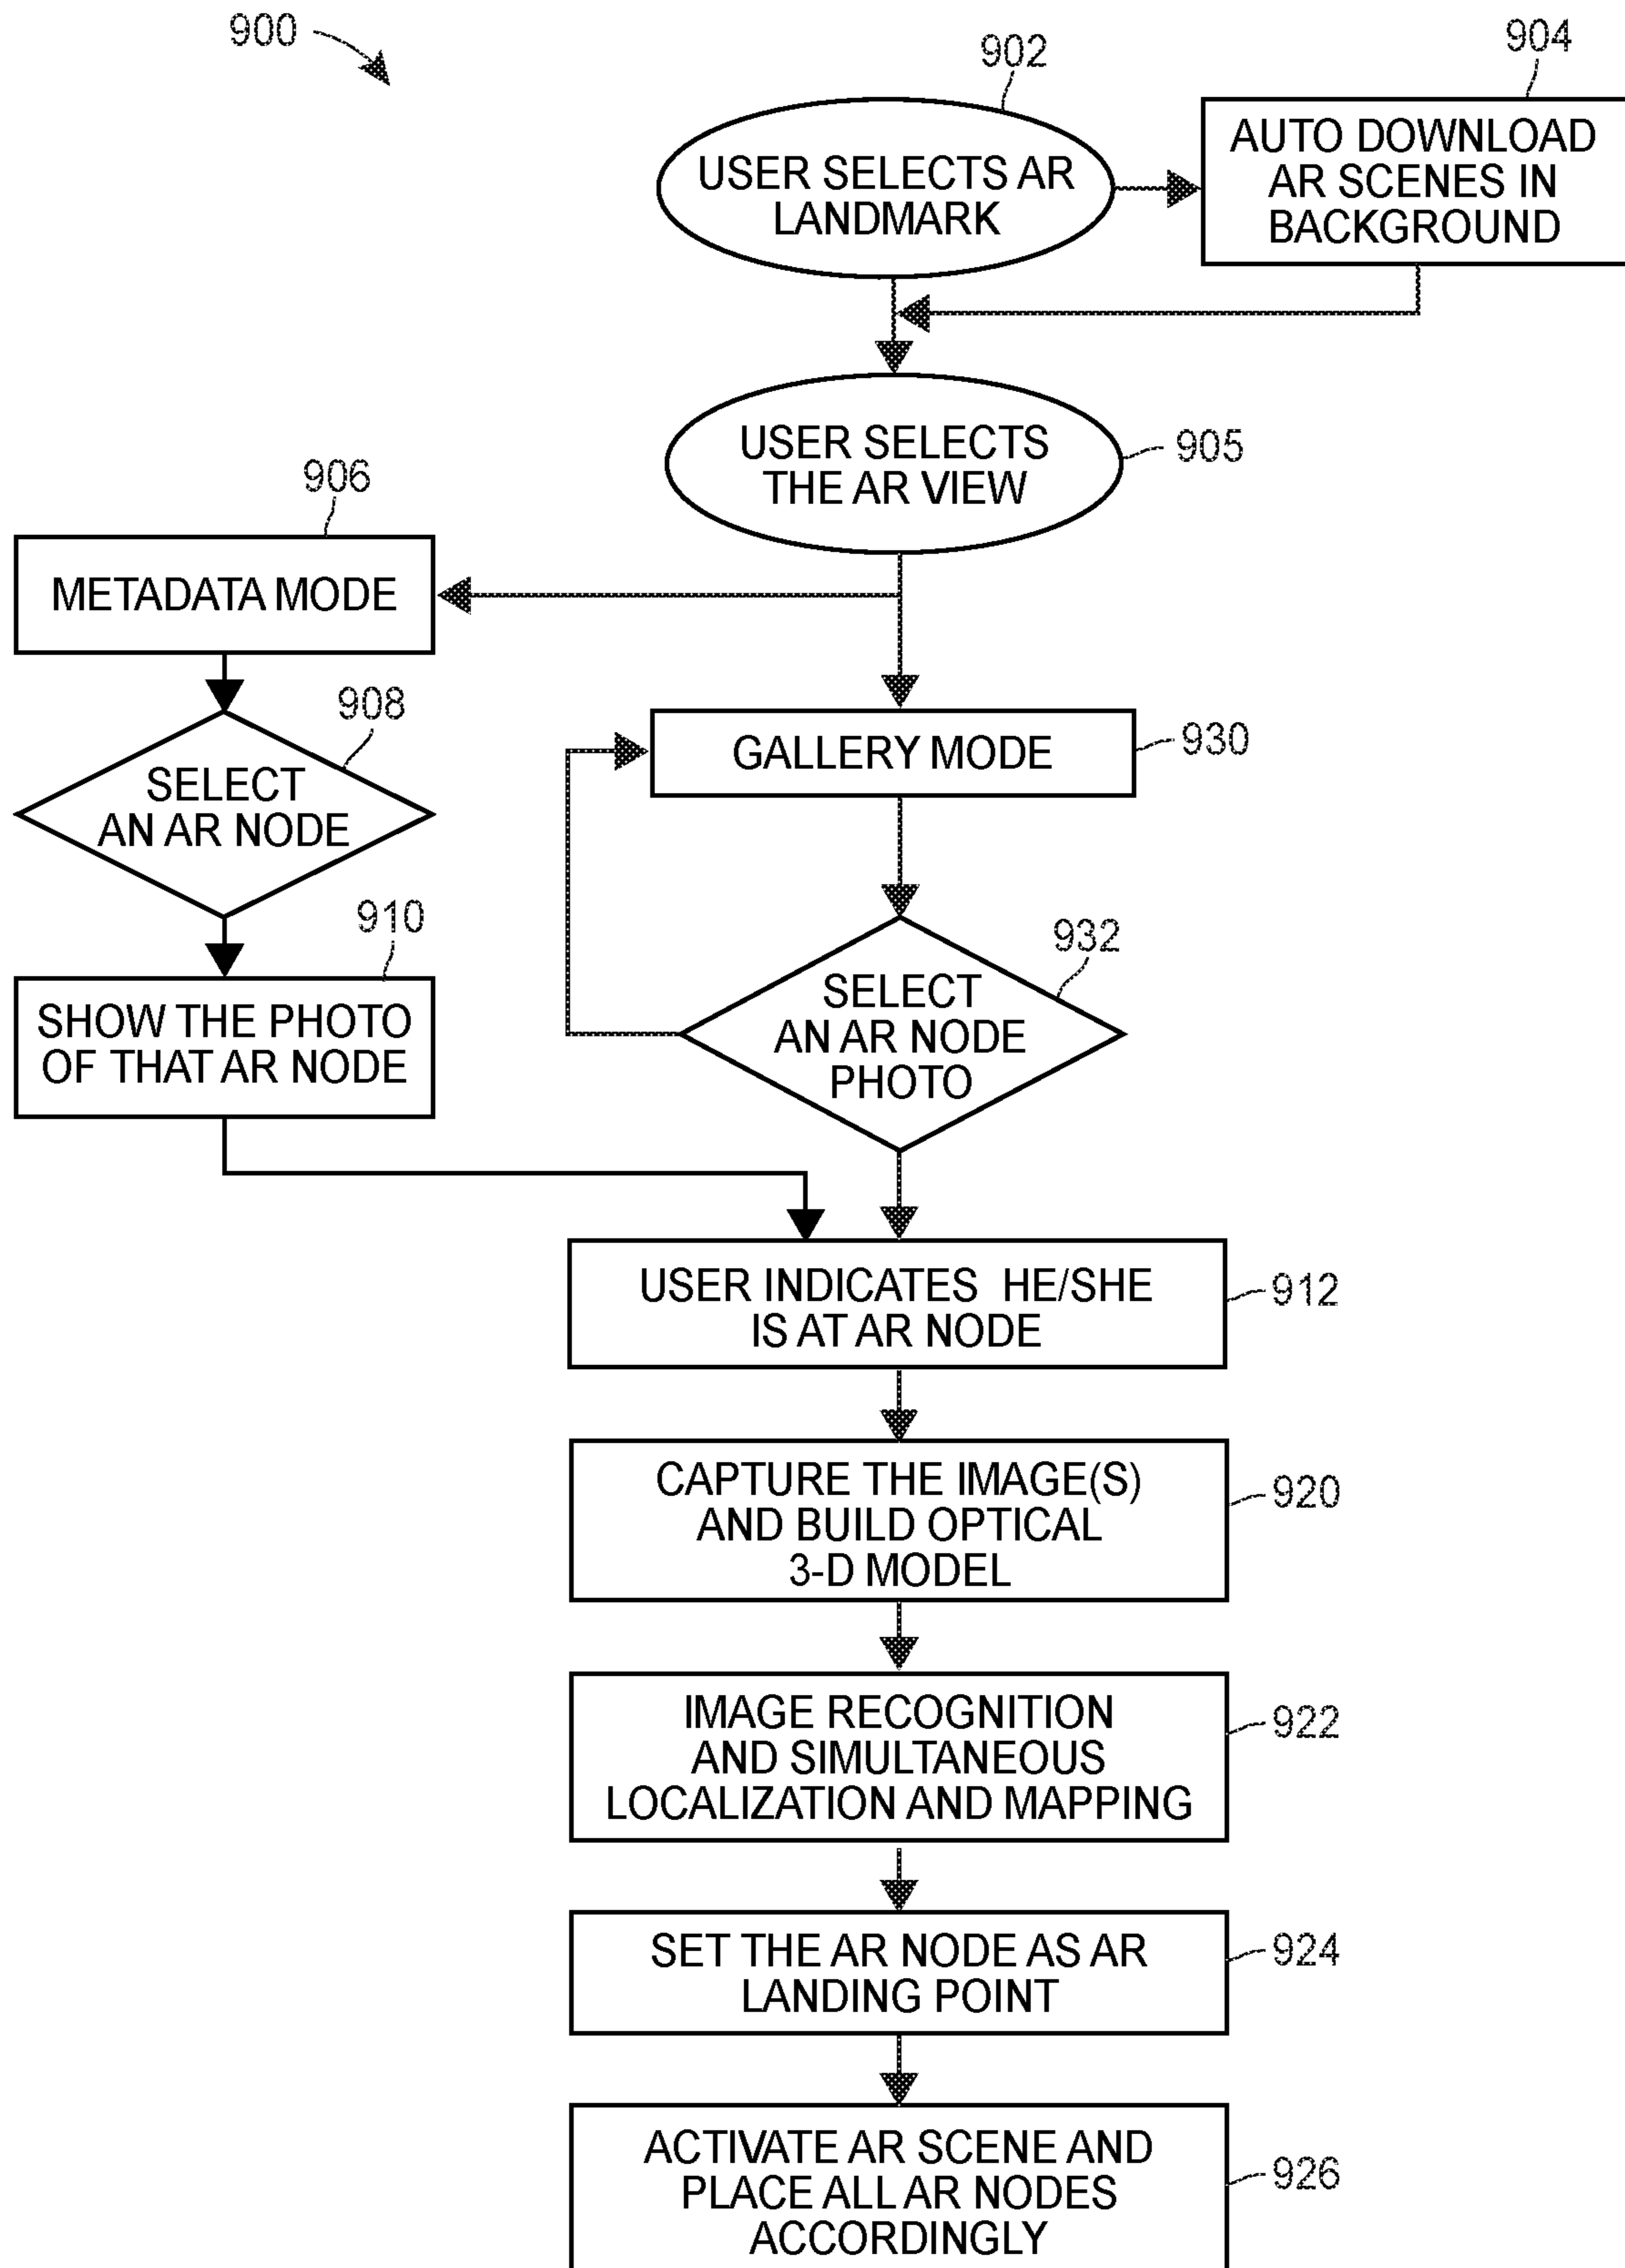 900
902
USER SELECTS AR
LANDMARK
904
AUTO DOWNLOAD
AR SCENES IN
BACKGROUND
USER SELECTS
THE AR VIEW
905
906
METADATA MODE
908
SELECT
AN AR NODE
910
SHOW THE PHOTO
OF THAT AR NODE
GALLERY MODE
930
932
SELECT
AN AR NODE
PHOTO
USER INDICATES HE/SHE
IS AT AR NODE
912
CAPTURE THE IMAGE(S)
AND BUILD OPTICAL
3-D MODEL
920
IMAGE RECOGNITION
AND SIMULTANEOUS
LOCALIZATION AND MAPPING
922
SET THE AR NODE AS AR
LANDING POINT
924
ACTIVATE AR SCENE AND
PLACE ALL AR NODES
ACCORDINGLY
926